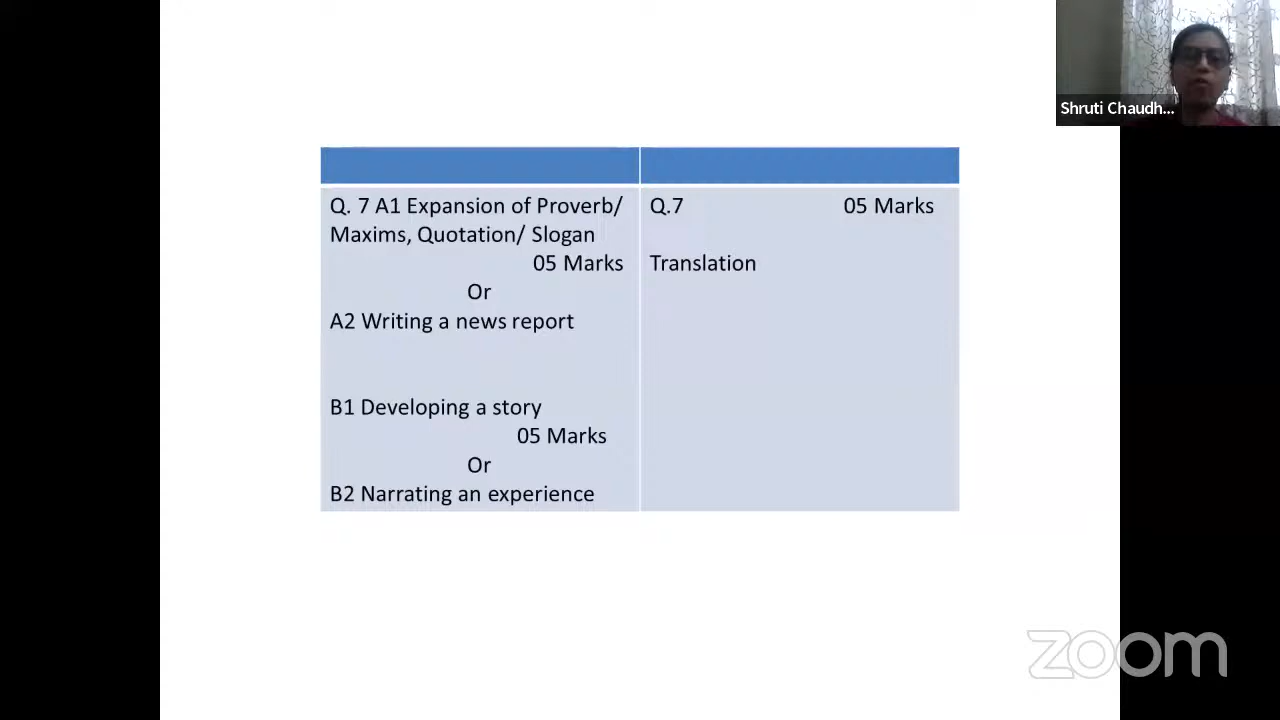 Shruti Chaudh...
Q. 7 A1 Expansion of Proverb/
Maxims, Quotation/ Slogan
05 Marks
Or
A2 Writing a news report
B1 Developing a story
05 Marks
Or
B2 Narrating an experience
Q.7 05 Marks
Translation
zoom